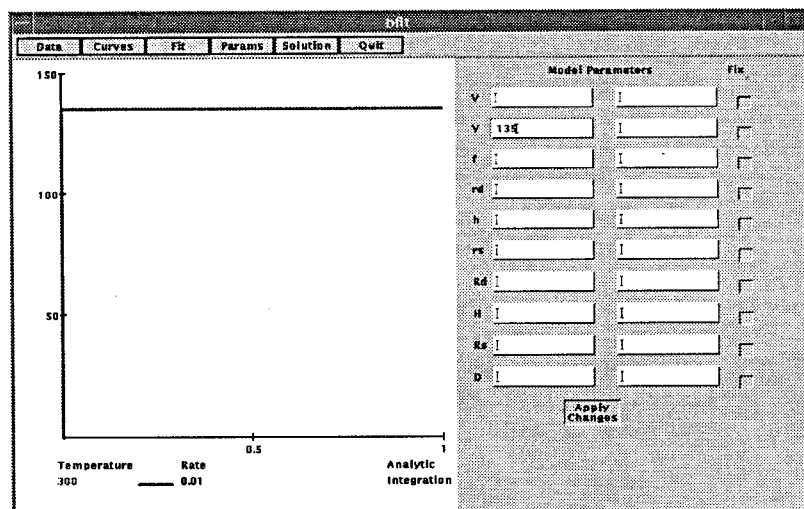 bfit
Data Curves Fit Params Solution Quit
Model Parameters Fix
150
100
50
0.5 1
V
V 135
f
rd
h
rs
Rd
H
Rs
D
Apply
Changes
Temperature Rate Analytic
300 0.01 Integration